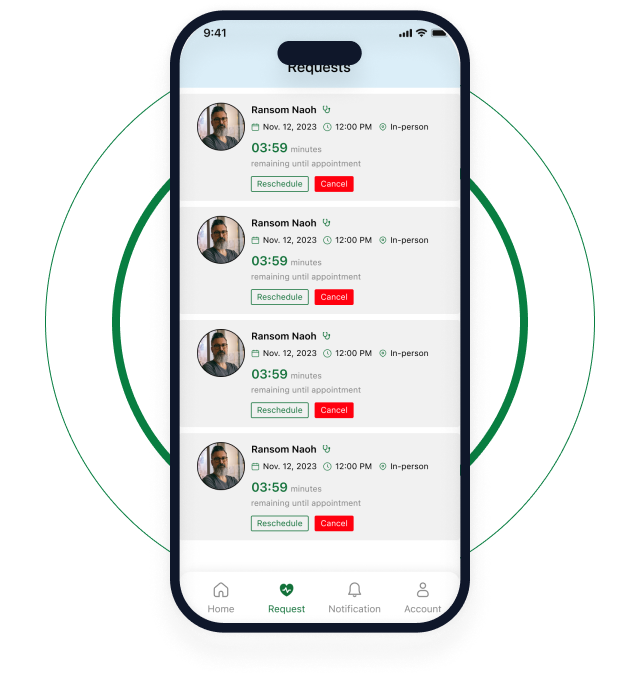 9:41
Requests
Ransom Naoh
Nov. 12, 2023 12:00 PM In-person
03:59 minutes
remaining until appointment
Reschedule Cancel
Ransom Naoh
Nov. 12, 2023 12:00 PM In-person
03:59 minutes
remaining until appointment
Reschedule Cancel
Ransom Naoh
Nov. 12, 2023 12:00 PM In-person
03:59 minutes
remaining until appointment
Reschedule Cancel
Ransom Naoh
Nov. 12, 2023 12:00 PM In-person
03:59 minutes
remaining until appointment
Reschedule Cancel
Home Request Notification Account